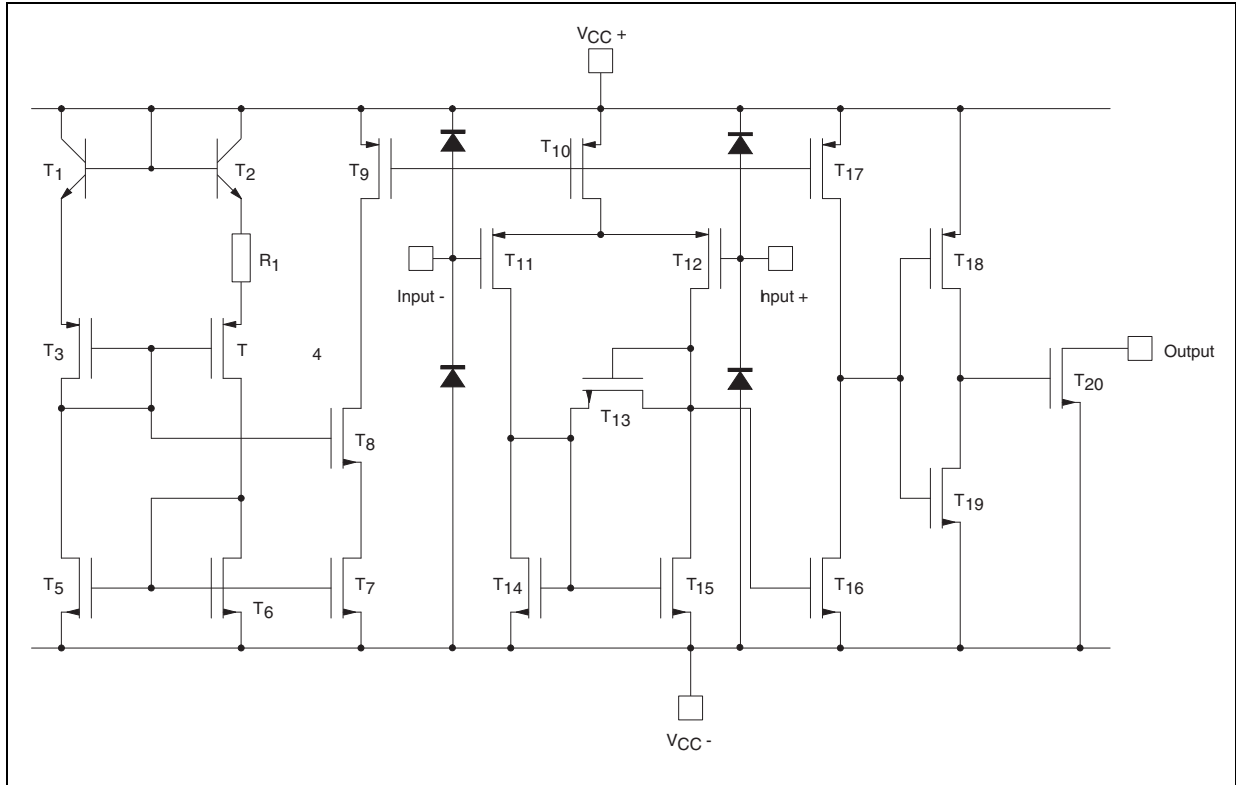 VCC +
T1
T2
T9
T10
T17
R1
T11
T12
T18
Input -
Input +
T3
T
4
T13
T20
Output
T8
T19
T5
T6
T7
T14
T15
T16
VCC -